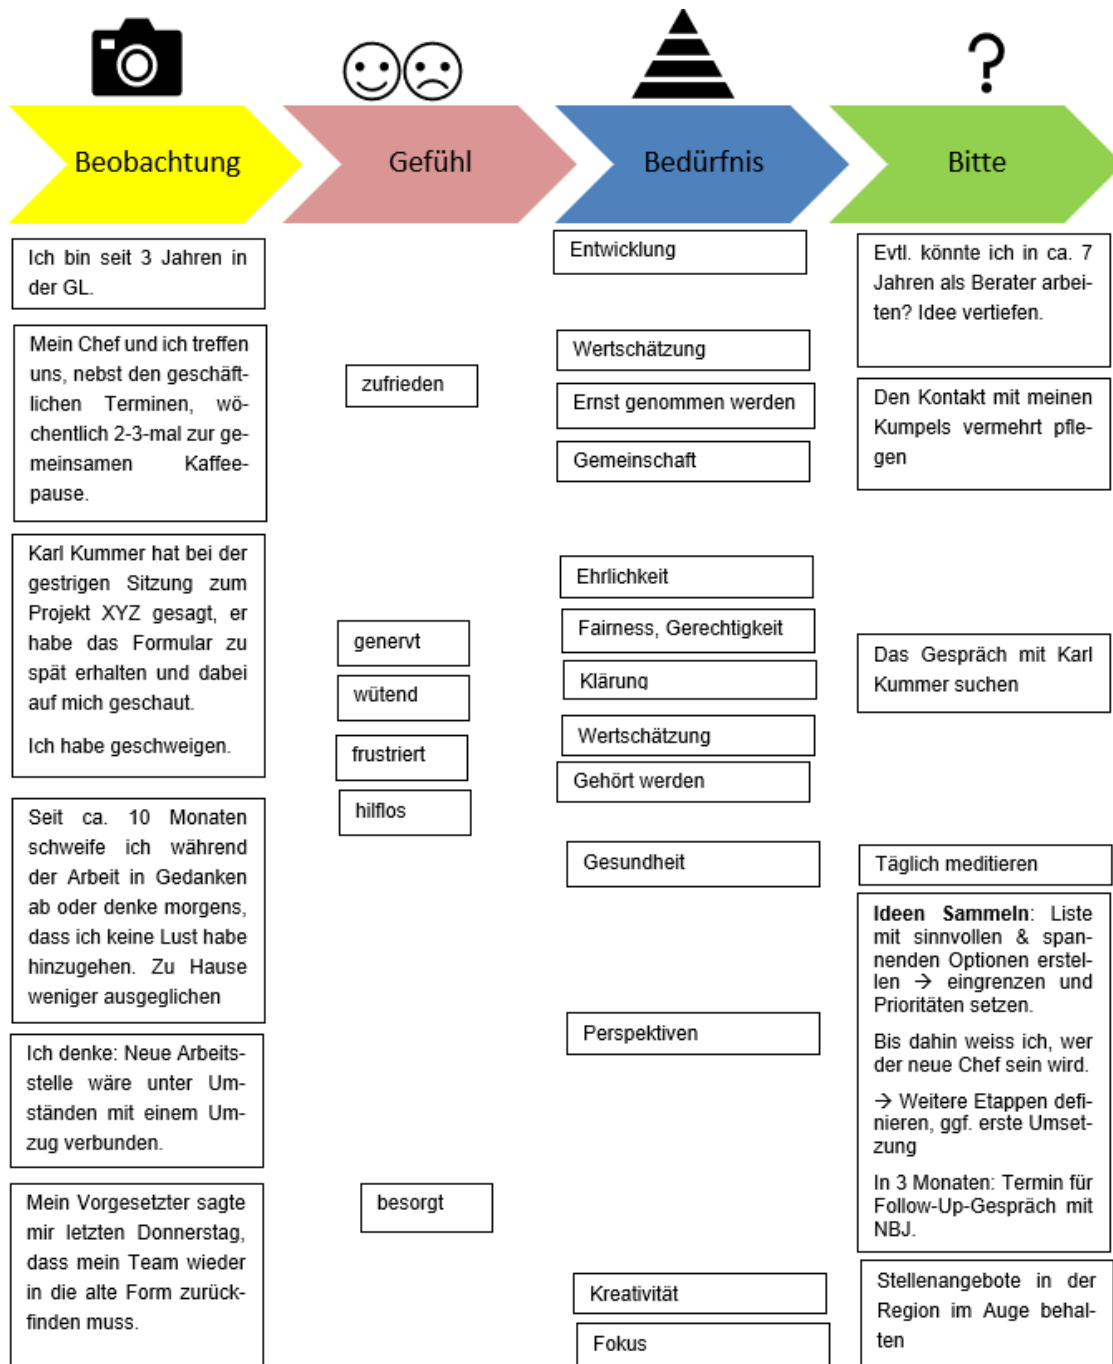 Beobachtung
Gefühl
Bedürfnis
Bitte
Ich bin seit 3 Jahren in
der GL.
Mein Chef und ich treffen
uns, nebst den geschäft-
lichen Terminen, wö-
chentlich 2-3-mal zur ge-
meinsamen Kaffee-
pause.
Karl Kummer hat bei der
gestrigen Sitzung zum
Projekt XYZ gesagt, er
habe das Formular zu
spät erhalten und dabei
auf mich geschaut.
Ich habe geschweigen.
Seit ca. 10 Monaten
schweife ich während
der Arbeit in Gedanken
ab oder denke morgens,
dass ich keine Lust habe
hinzugehen. Zu Hause
weniger ausgeglichen
Ich denke: Neue Arbeits-
stelle wäre unter Um-
ständen mit einem Um-
zug verbunden.
Mein Vorgesetzter sagte
mir letzten Donnerstag,
dass mein Team wieder
in die alte Form zurück-
finden muss.
zufrieden
genervt
wütend
frustriert
hilflos
besorgt
Entwicklung
Wertschätzung
Ernst genommen werden
Gemeinschaft
Ehrlichkeit
Fairness, Gerechtigkeit
Klärung
Wertschätzung
Gehört werden
Gesundheit
Perspektiven
Kreativität
Fokus
Evtl. könnte ich in ca. 7
Jahren als Berater arbei-
ten? Idee vertiefen.
Den Kontakt mit meinen
Kumpels vermehrt pfle-
gen
Das Gespräch mit Karl
Kummer suchen
Täglich meditieren
Ideen Sammeln: Liste
mit sinnvollen & span-
nenden Optionen erstel-
len → eingrenzen und
Prioritäten setzen.
Bis dahin weiss ich, wer
der neue Chef sein wird.
→ Weitere Etappen defi-
nieren, ggf. erste Umset-
zung
In 3 Monaten: Termin für
Follow-Up-Gespräch mit
NBJ.
Stellenangebote in der
Region im Auge behal-
ten